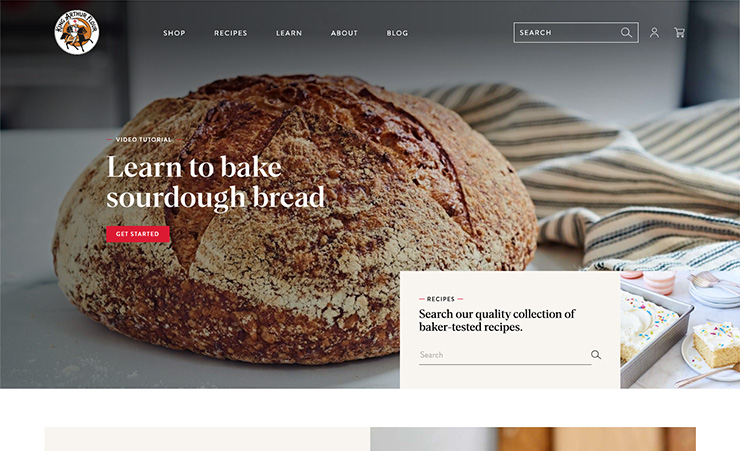 KING ARTHUR FLOUR
SHOP RECIPES LEARN ABOUT BLOG
SEARCH
VIDEO TUTORIAL
Learn to bake
sourdough bread
GET STARTED
RECIPES
Search our quality collection of
baker-tested recipes.
Search